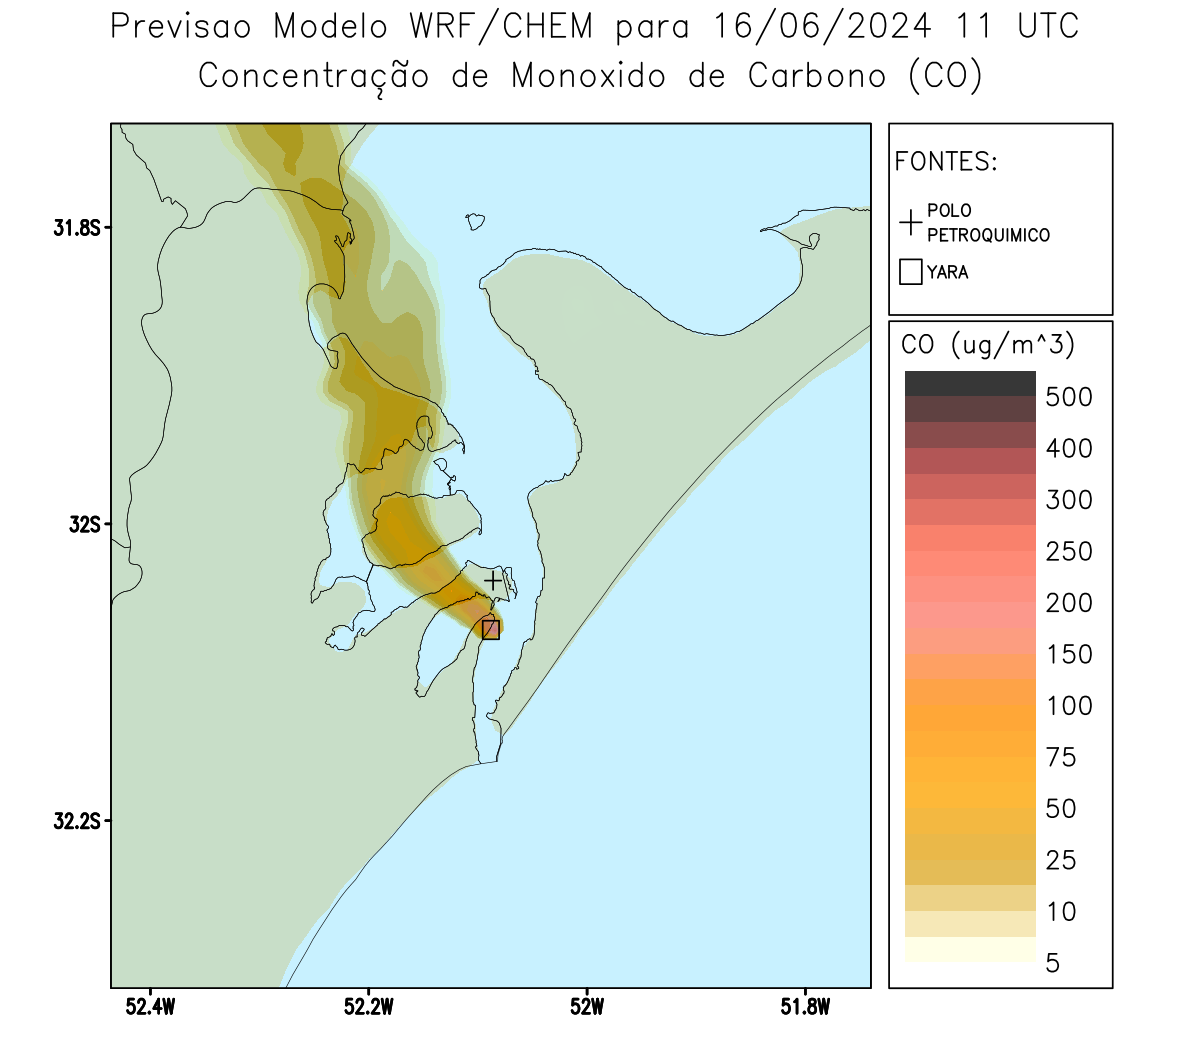 Previsao Modelo WRF/CHEM para 16/06/2024 11 UTC
Concentração de Monoxido de Carbono (CO)
FONTES:
POLO
PETROQUIMICO
YARA
CO (ug/m^3)
500
400
300
250
200
150
100
75
50
25
10
5
31.8S
32S
32.2S
52.4W
52.2W
52W
51.8W